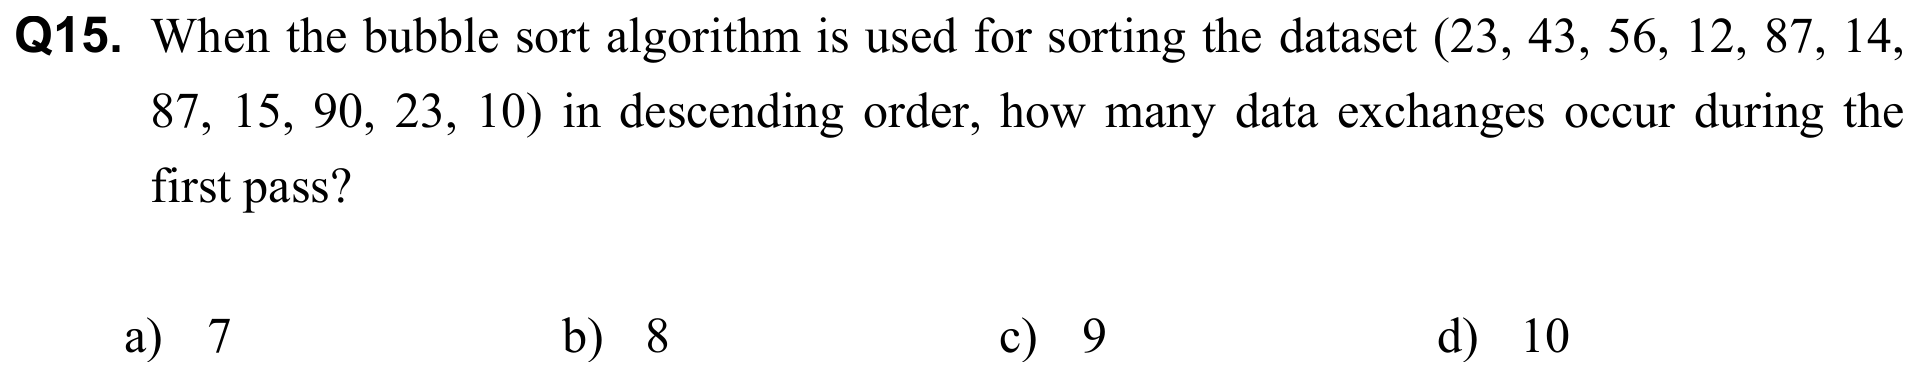 Q15. When the bubble sort algorithm is used for sorting the dataset (23, 43, 56, 12, 87, 14,
87, 15, 90, 23, 10) in descending order, how many data exchanges occur during the
first pass?
a) 7 b) 8 c) 9 d) 10